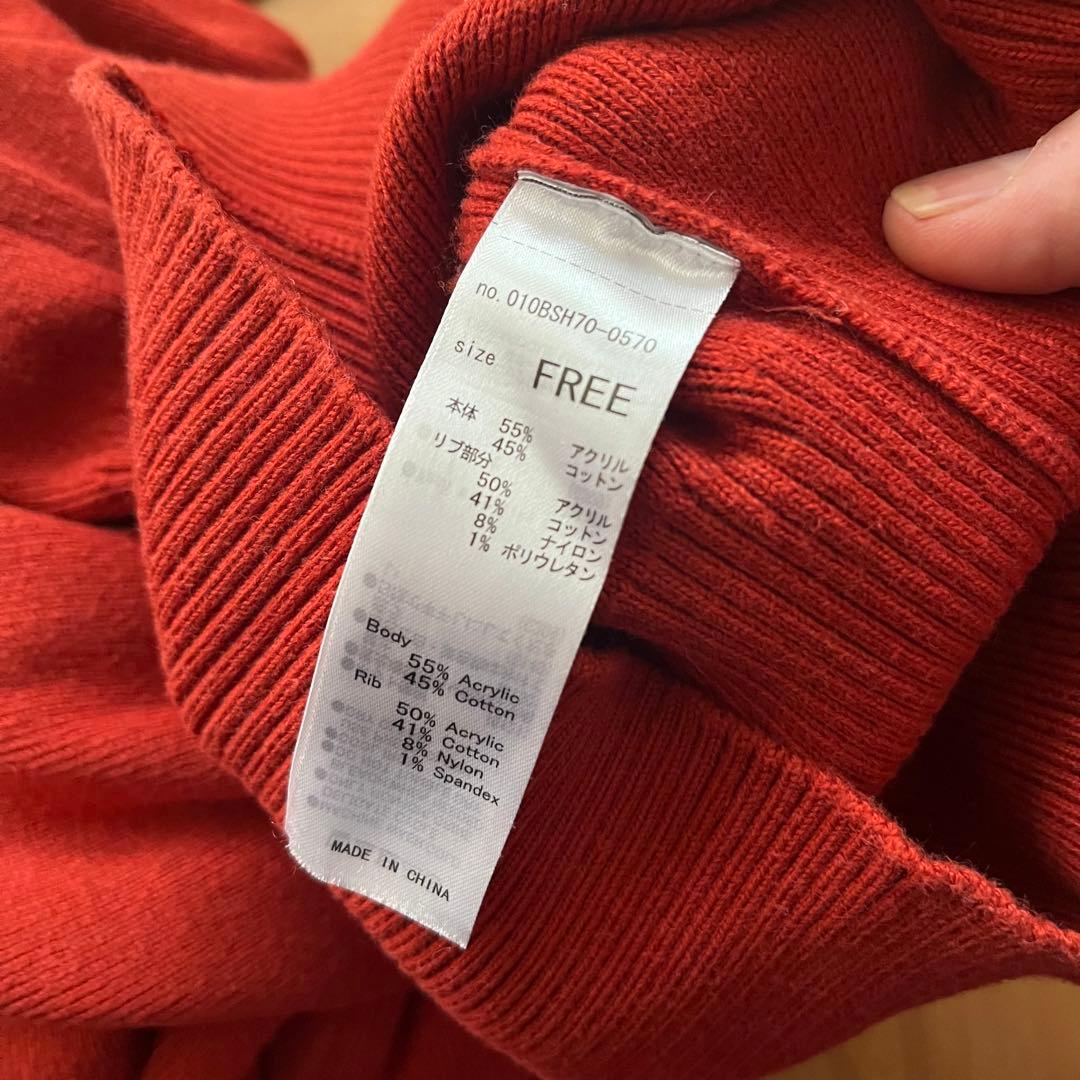 no. 010BSH70-0570
size FREE
本体 55% アクリル
45% コットン
リブ部分
50% アクリル
41% コットン
8% ナイロン
1% ポリウレタン
Body
55% Acrylic
45% Cotton
Rib
50% Acrylic
41% Cotton
8% Nylon
1% Spandex
MADE IN CHINA